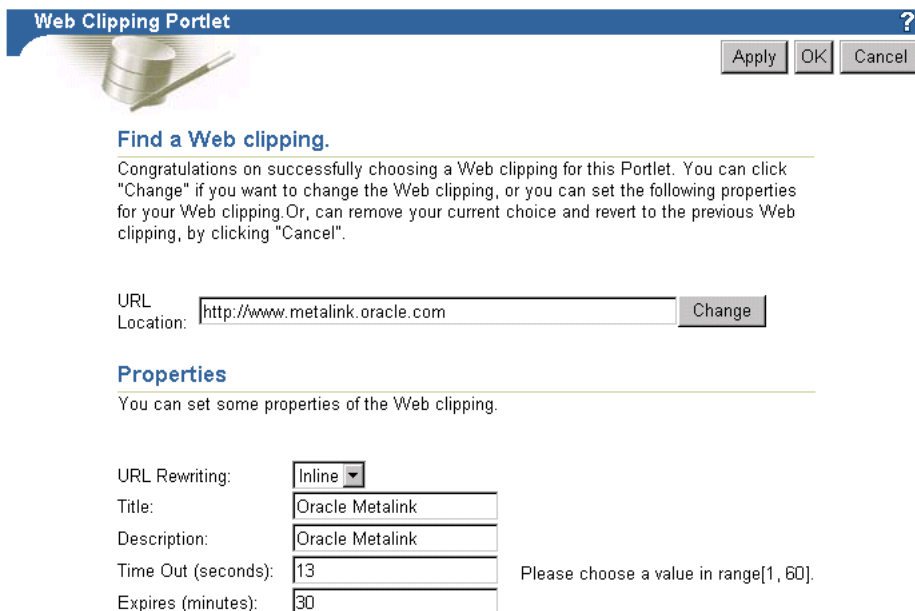 Web Clipping Portlet ?
Apply OK Cancel
Find a Web clipping.
Congratulations on successfully choosing a Web clipping for this Portlet. You can click
"Change" if you want to change the Web clipping, or you can set the following properties
for your Web clipping.Or, can remove your current choice and revert to the previous Web
clipping, by clicking "Cancel".
URL
Location: http://www.metalink.oracle.com Change
Properties
You can set some properties of the Web clipping.
URL Rewriting: Inline
Title: Oracle Metalink
Description: Oracle Metalink
Time Out (seconds): 13 Please choose a value in range[1, 60].
Expires (minutes): 30